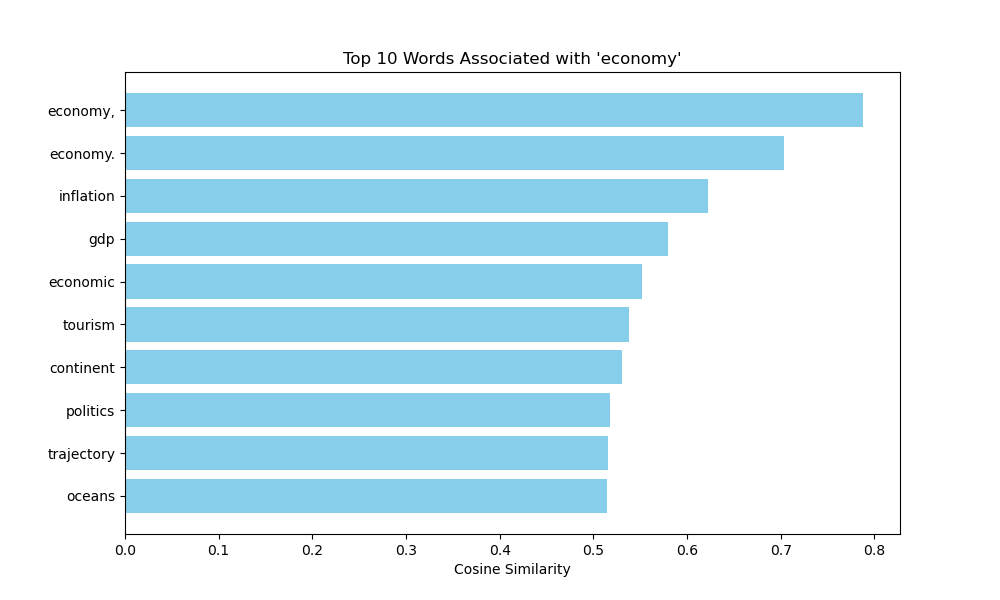 Top 10 Words Associated with 'economy'
economy,
economy.
inflation
gdp
economic
tourism
continent
politics
trajectory
oceans
0.0 0.1 0.2 0.3 0.4 0.5 0.6 0.7 0.8
Cosine Similarity